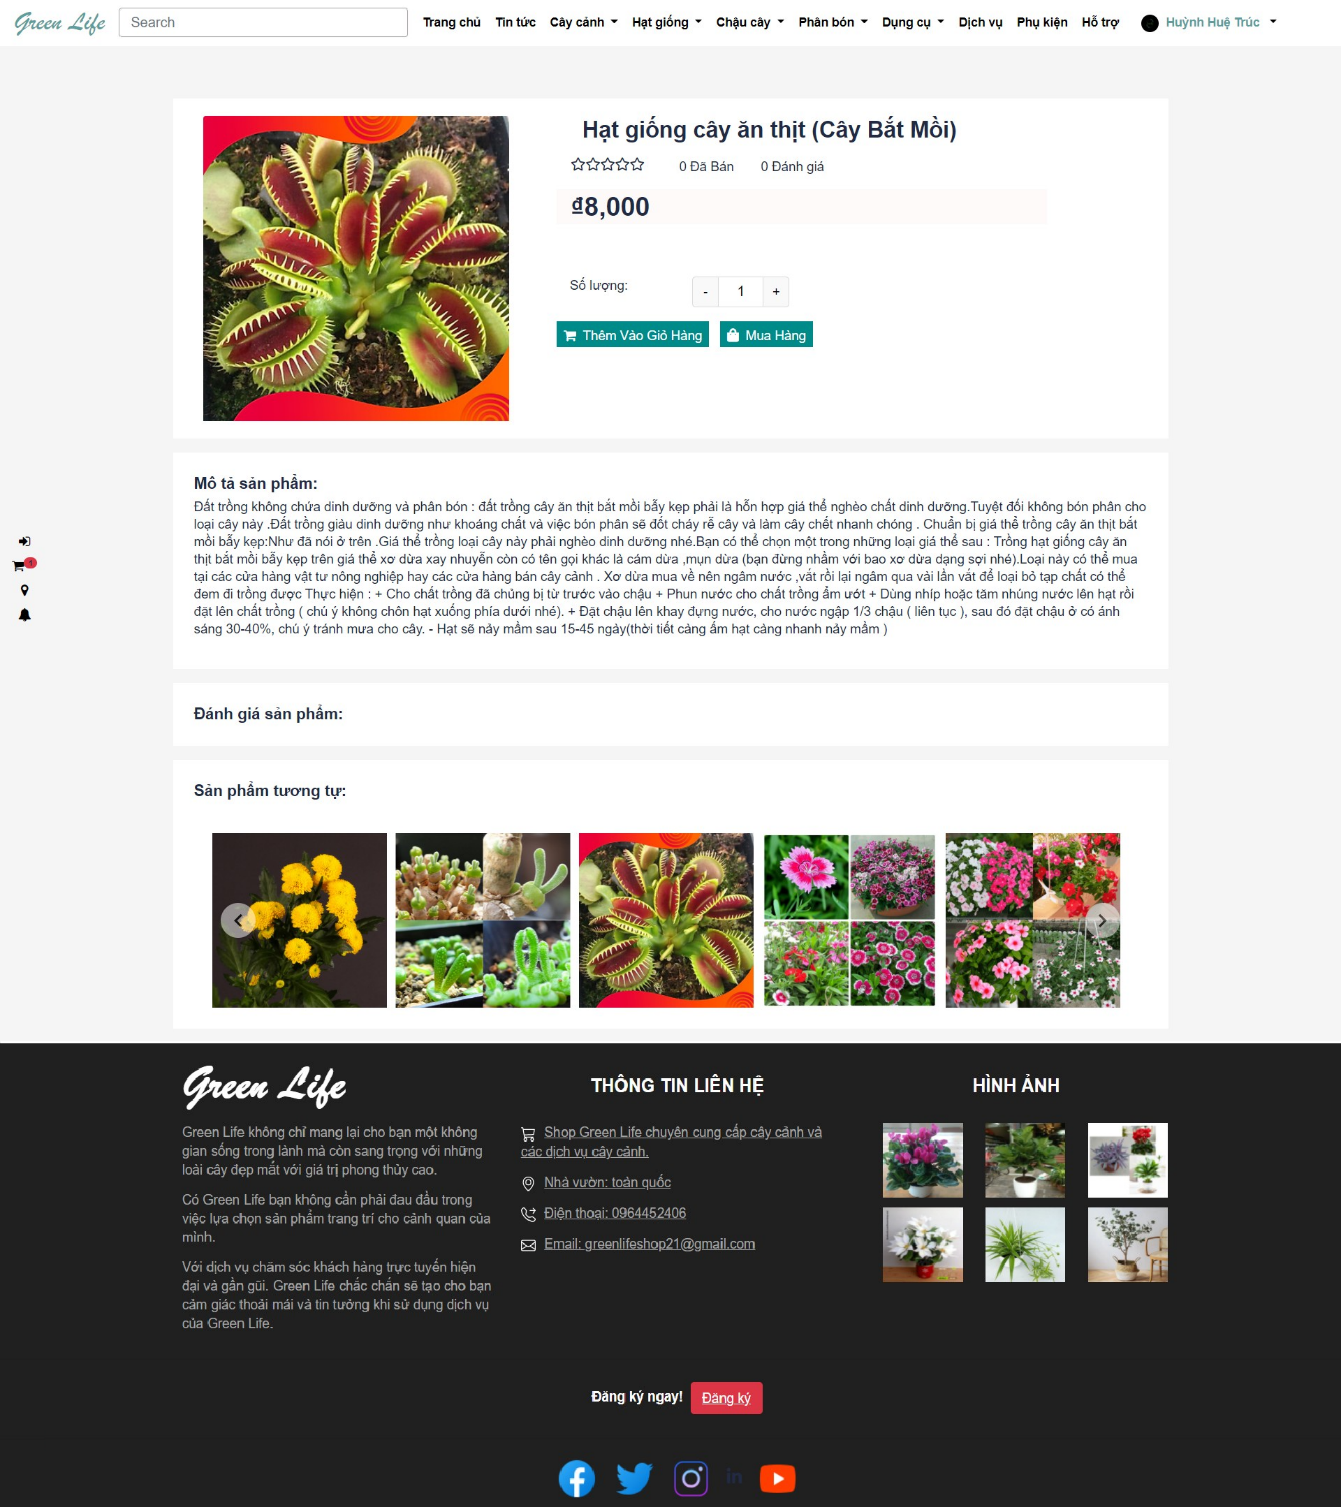 Green Life
Search
Trang chủ Tin tức Cây cảnh Hạt giống Chậu cây Phân bón Dụng cụ Dịch vụ Phụ kiện Hỗ trợ Huỳnh Huệ Trúc
Hạt giống cây ăn thịt (Cây Bắt Mồi)
0 Đã Bán 0 Đánh giá
₫8,000
Số lượng: - 1 +
Thêm Vào Giỏ Hàng Mua Hàng
Mô tả sản phẩm:
Đất trồng không chứa dinh dưỡng và phân bón : đất trồng cây ăn thịt bắt mồi bẫy kẹp phải là hỗn hợp giá thể nghèo chất dinh dưỡng.Tuyệt đối không bón phân cho
loại cây này .Đất trồng giàu dinh dưỡng như khoáng chất và việc bón phân sẽ đốt cháy rễ cây và làm cây chết nhanh chóng . Chuẩn bị giá thể trồng cây ăn thịt bắt
mồi bẫy kẹp:Như đã nói ở trên .Giá thể trồng loại cây này phải nghèo dinh dưỡng nhé.Bạn có thể chọn một trong những loại giá thể sau : Trồng hạt giống cây ăn
thịt bắt mồi bẫy kẹp trên giá thể xơ dừa xay nhuyễn còn có tên gọi khác là cám dừa ,mụn dừa (bạn đừng nhầm với bao xơ dừa dạng sợi nhé).Loại này có thể mua
tại các cửa hàng vật tư nông nghiệp hay các cửa hàng bán cây cảnh . Xơ dừa mua về nên ngâm nước ,vắt rồi lại ngâm qua vài lần vắt để loại bỏ tạp chất có thể
đem đi trồng được Thực hiện : + Cho chất trồng đã chủng bị từ trước vào chậu + Phun nước cho chất trồng ẩm ướt + Dùng nhíp hoặc tăm nhúng nước lên hạt rồi
đặt lên chất trồng ( chú ý không chôn hạt xuống phía dưới nhé). + Đặt chậu lên khay đựng nước, cho nước ngập 1/3 chậu ( liên tục ), sau đó đặt chậu ở có ánh
sáng 30-40%, chú ý tránh mưa cho cây. - Hạt sẽ nảy mầm sau 15-45 ngày(thời tiết càng ấm hạt càng nhanh nảy mầm )
1
Đánh giá sản phẩm:
Sản phẩm tương tự:
Green Life
Green Life không chỉ mang lại cho bạn một không
gian sống trong lành mà còn sang trọng với những
loài cây đẹp mắt với giá trị phong thủy cao.
Có Green Life bạn không cần phải đau đầu trong
việc lựa chọn sản phẩm trang trí cho cảnh quan của
mình.
Với dịch vụ chăm sóc khách hàng trực tuyến hiện
đại và gần gũi. Green Life chắc chắn sẽ tạo cho bạn
cảm giác thoải mái và tin tưởng khi sử dụng dịch vụ
của Green Life.
THÔNG TIN LIÊN HỆ
Shop Green Life chuyên cung cấp cây cảnh và
các dịch vụ cây cảnh.
Nhà vườn: toàn quốc
Điện thoại: 0964452406
Email: greenlifeshop21@gmail.com
HÌNH ẢNH
Đăng ký ngay! Đăng ký
in